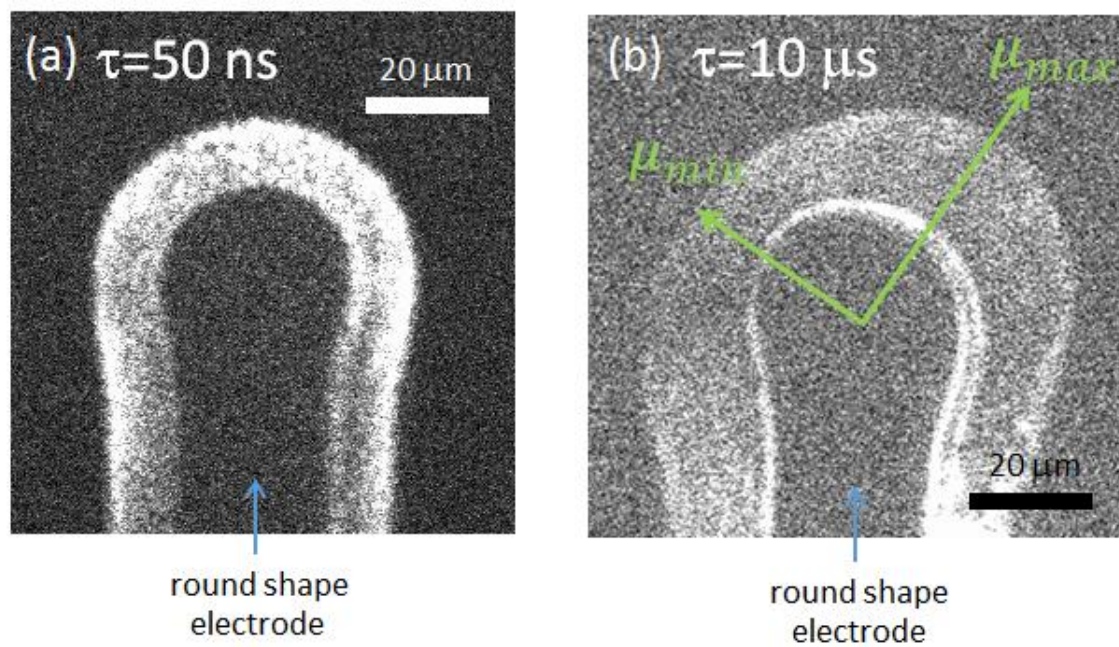 (a) τ=50 ns
20 μm
(b) τ=10 μs
μmax
μmin
20 μm
round shape
electrode
round shape
electrode